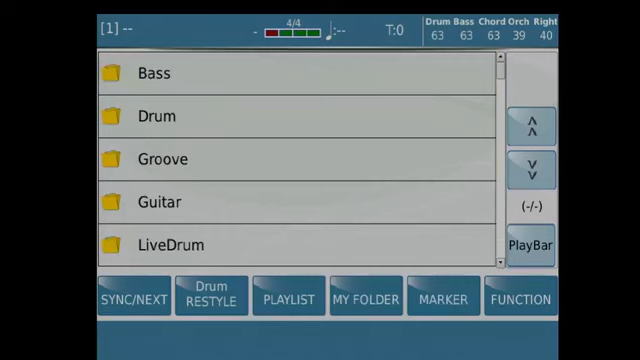 [1] --
- 4/4 :-- T:0
Drum Bass Chord Orch Right
63 63 63 39 40
Bass
Drum
Groove
Guitar
LiveDrum
(-/-)
PlayBar
SYNC/NEXT
Drum
RESTYLE
PLAYLIST
MY FOLDER
MARKER
FUNCTION